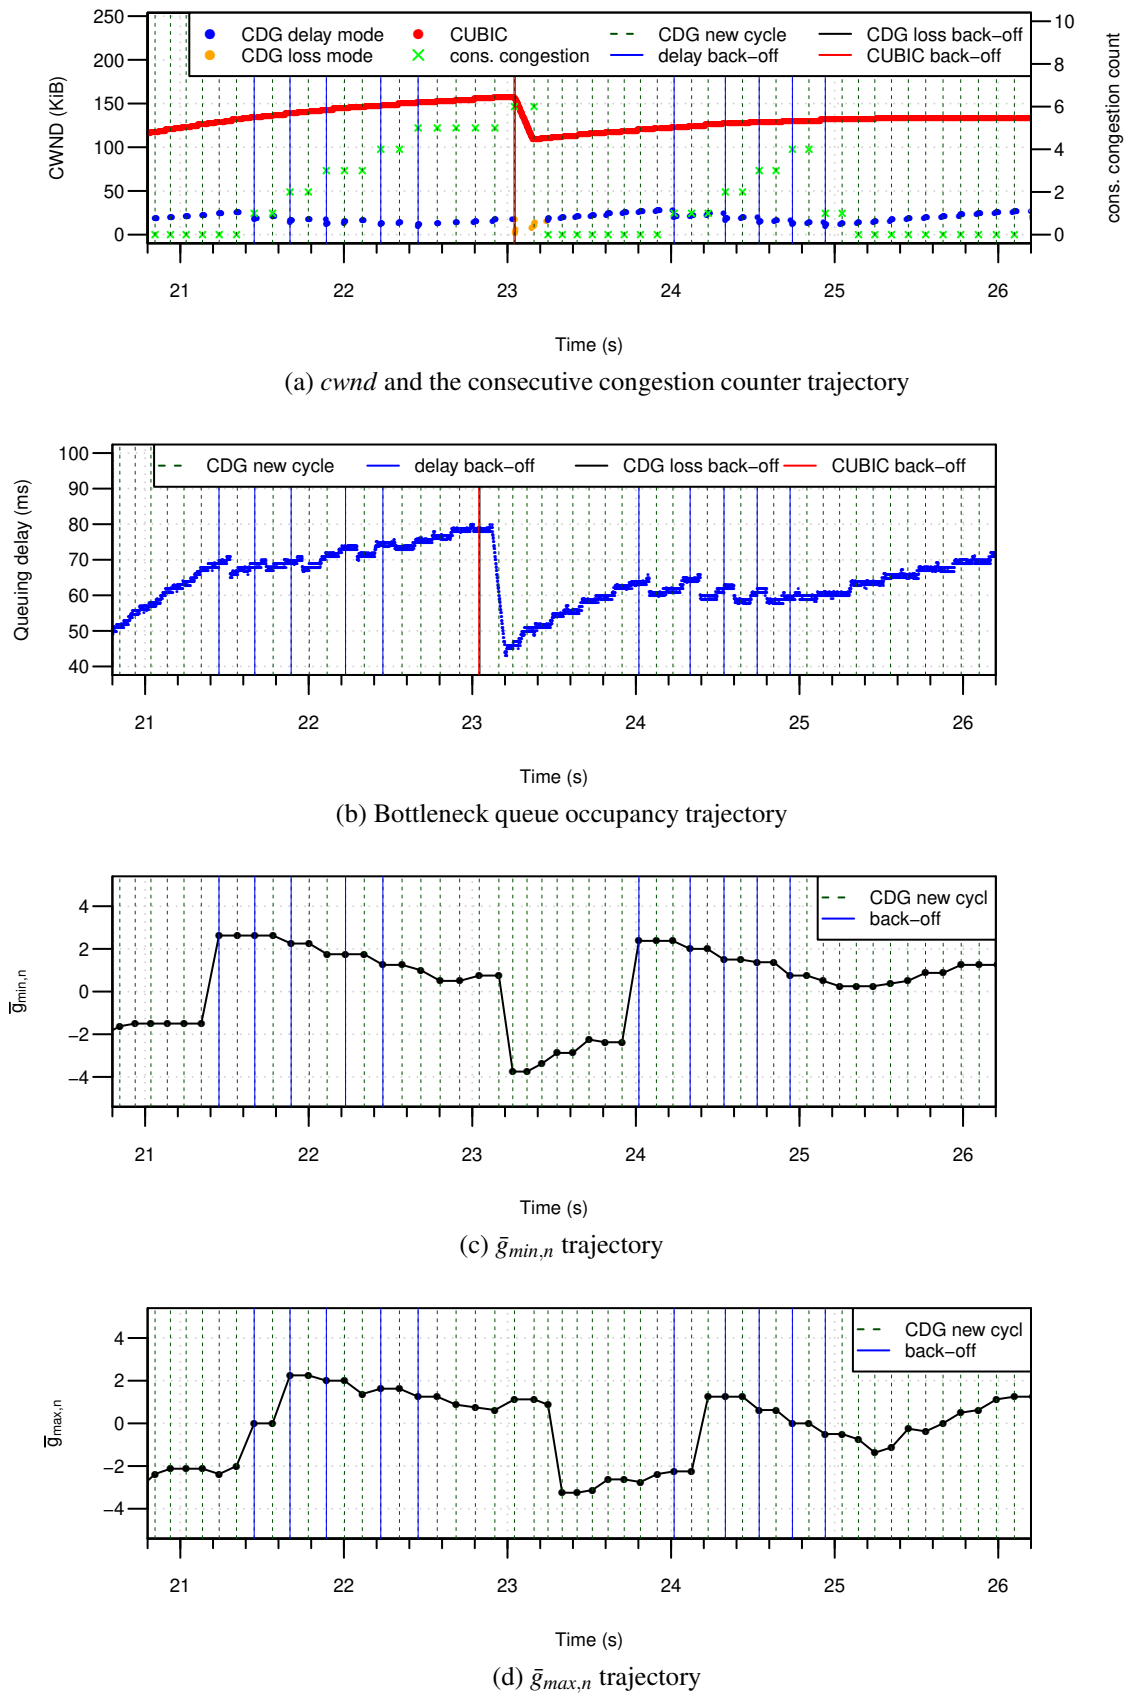 250
200
150
100
50
0
CWND (KiB)
CDG delay mode
CDG loss mode
CUBIC
cons. congestion
CDG new cycle
delay back-off
CDG loss back-off
CUBIC back-off
10
8
6
4
2
0
cons. congestion count
21 22 23 24 25 26
Time (s)
(a) cwnd and the consecutive congestion counter trajectory
100
90
80
70
60
50
40
Queuing delay (ms)
CDG new cycle delay back-off CDG loss back-off CUBIC back-off
21 22 23 24 25 26
Time (s)
(b) Bottleneck queue occupancy trajectory
4
2
0
−2
−4
g̅min,n
CDG new cycl
back-off
21 22 23 24 25 26
Time (s)
(c) ḡmin,n trajectory
4
2
0
−2
−4
g̅max,n
CDG new cycl
back-off
21 22 23 24 25 26
Time (s)
(d) ḡmax,n trajectory